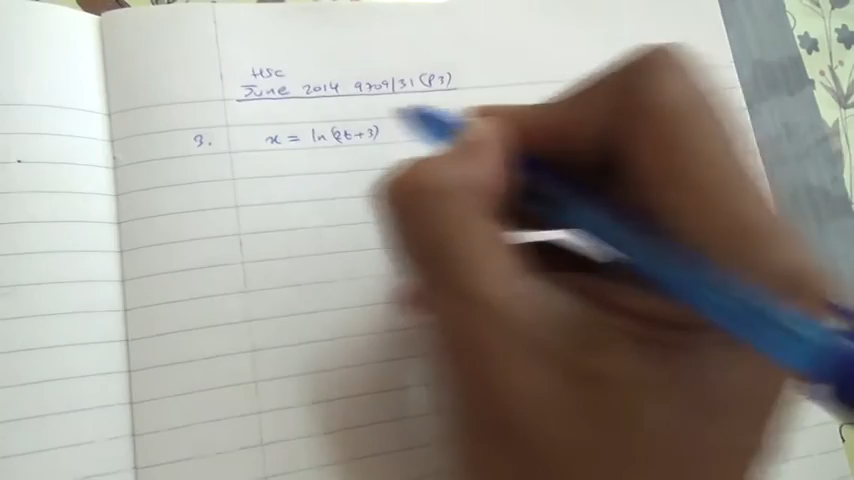 HSC
June 2014 9709/31 (P3)
3. x = ln(2t+3)